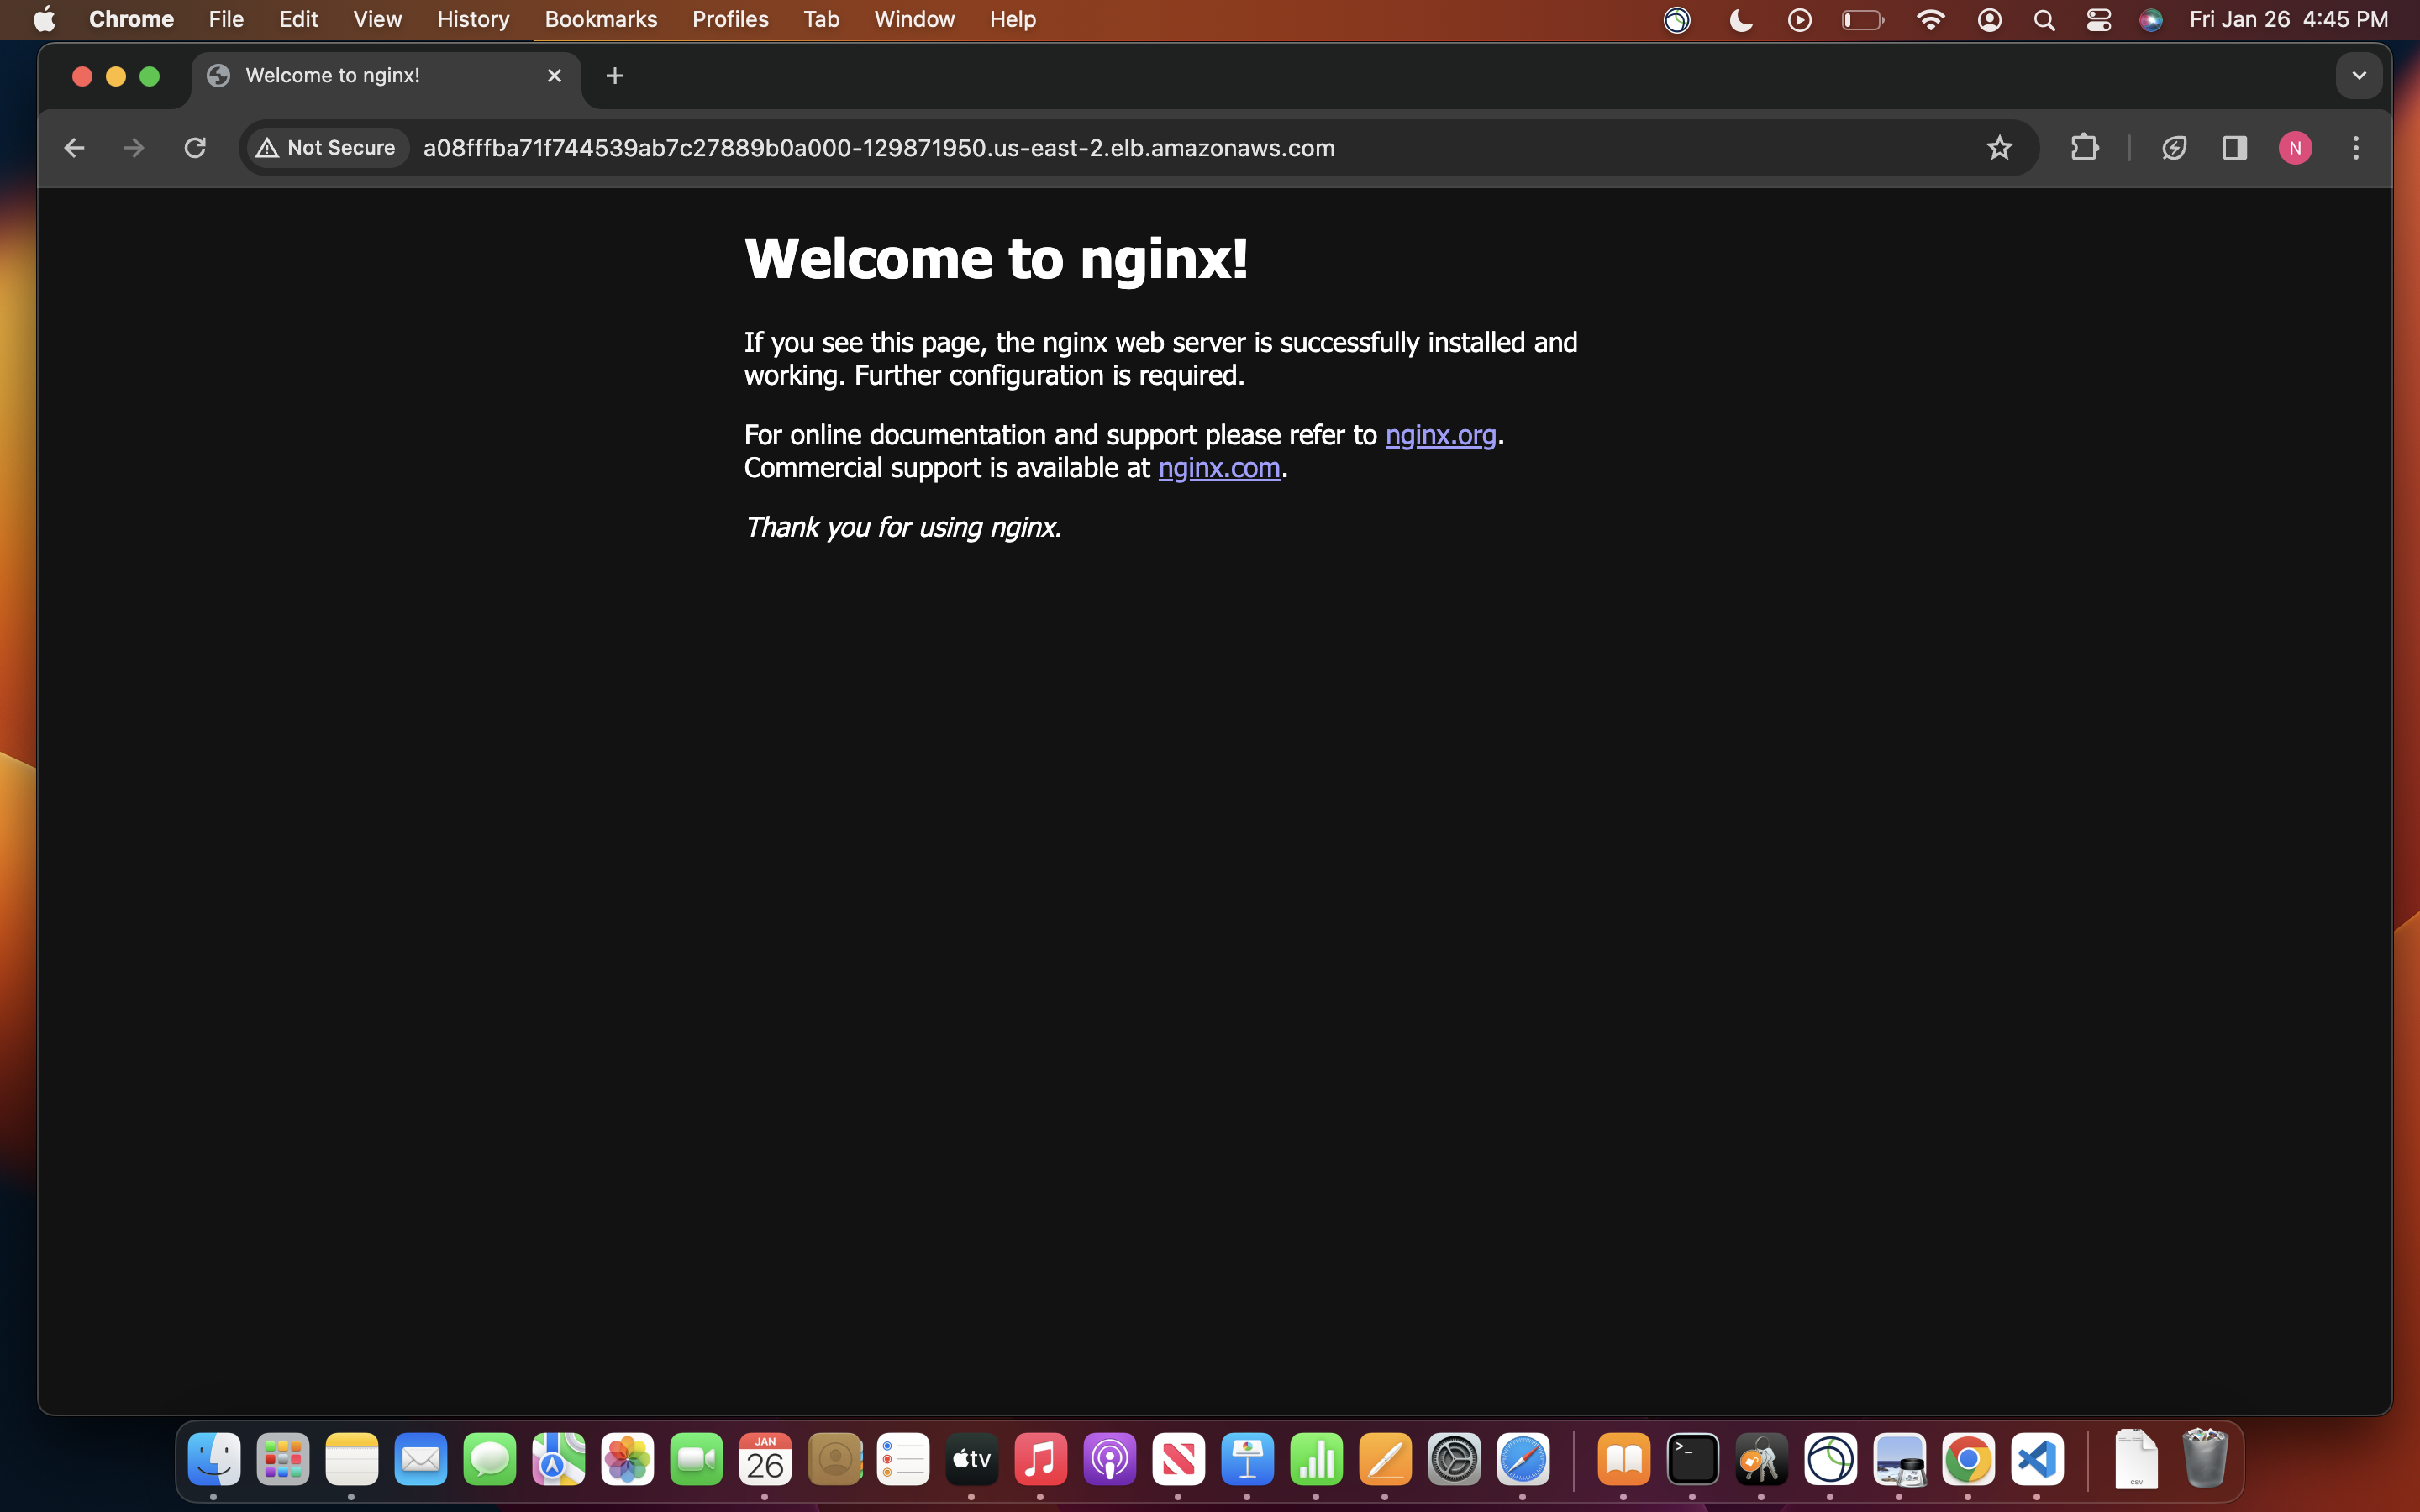 Chrome File Edit View History Bookmarks Profiles Tab Window Help Fri Jan 26 4:45 PM
Welcome to nginx!
Not Secure a08fffba71f744539ab7c27889b0a000-129871950.us-east-2.elb.amazonaws.com N
Welcome to nginx!
If you see this page, the nginx web server is successfully installed and
working. Further configuration is required.
For online documentation and support please refer to nginx.org.
Commercial support is available at nginx.com.
Thank you for using nginx.
JAN
26
tv
CSV